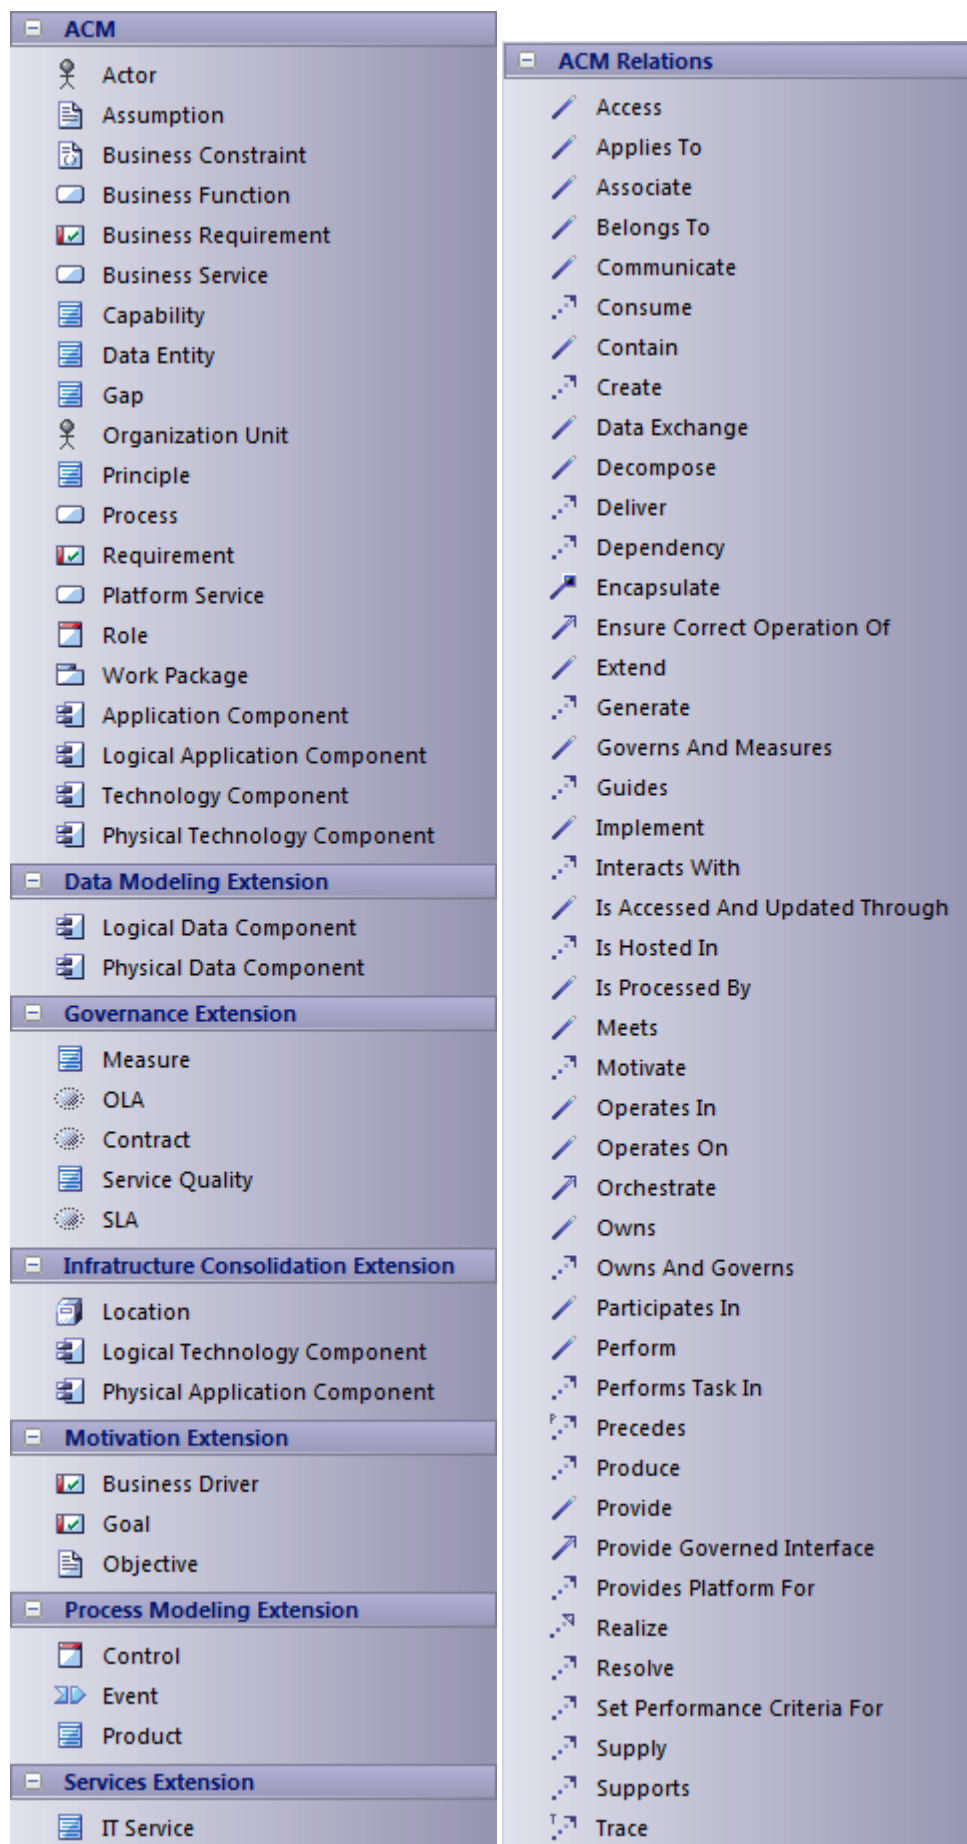 ACM
Actor
Assumption
Business Constraint
Business Function
Business Requirement
Business Service
Capability
Data Entity
Gap
Organization Unit
Principle
Process
Requirement
Platform Service
Role
Work Package
Application Component
Logical Application Component
Technology Component
Physical Technology Component
Data Modeling Extension
Logical Data Component
Physical Data Component
Governance Extension
Measure
OLA
Contract
Service Quality
SLA
Infratructure Consolidation Extension
Location
Logical Technology Component
Physical Application Component
Motivation Extension
Business Driver
Goal
Objective
Process Modeling Extension
Control
Event
Product
Services Extension
IT Service
ACM Relations
Access
Applies To
Associate
Belongs To
Communicate
Consume
Contain
Create
Data Exchange
Decompose
Deliver
Dependency
Encapsulate
Ensure Correct Operation Of
Extend
Generate
Governs And Measures
Guides
Implement
Interacts With
Is Accessed And Updated Through
Is Hosted In
Is Processed By
Meets
Motivate
Operates In
Operates On
Orchestrate
Owns
Owns And Governs
Participates In
Perform
Performs Task In
P Precedes
Produce
Provide
Provide Governed Interface
Provides Platform For
Realize
Resolve
Set Performance Criteria For
Supply
Supports
T Trace